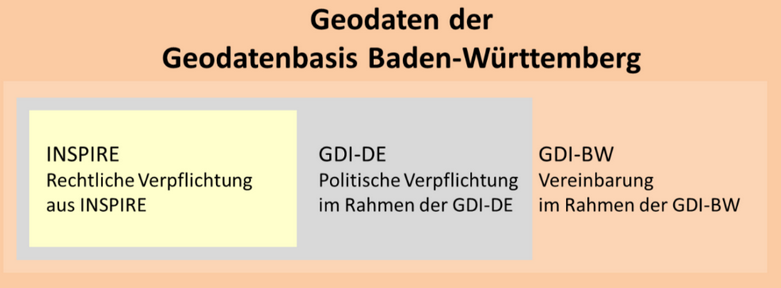 Geodaten der
Geodatenbasis Baden-Württemberg
INSPIRE
Rechtliche Verpflichtung
aus INSPIRE
GDI-DE
Politische Verpflichtung
im Rahmen der GDI-DE
GDI-BW
Vereinbarung
im Rahmen der GDI-BW